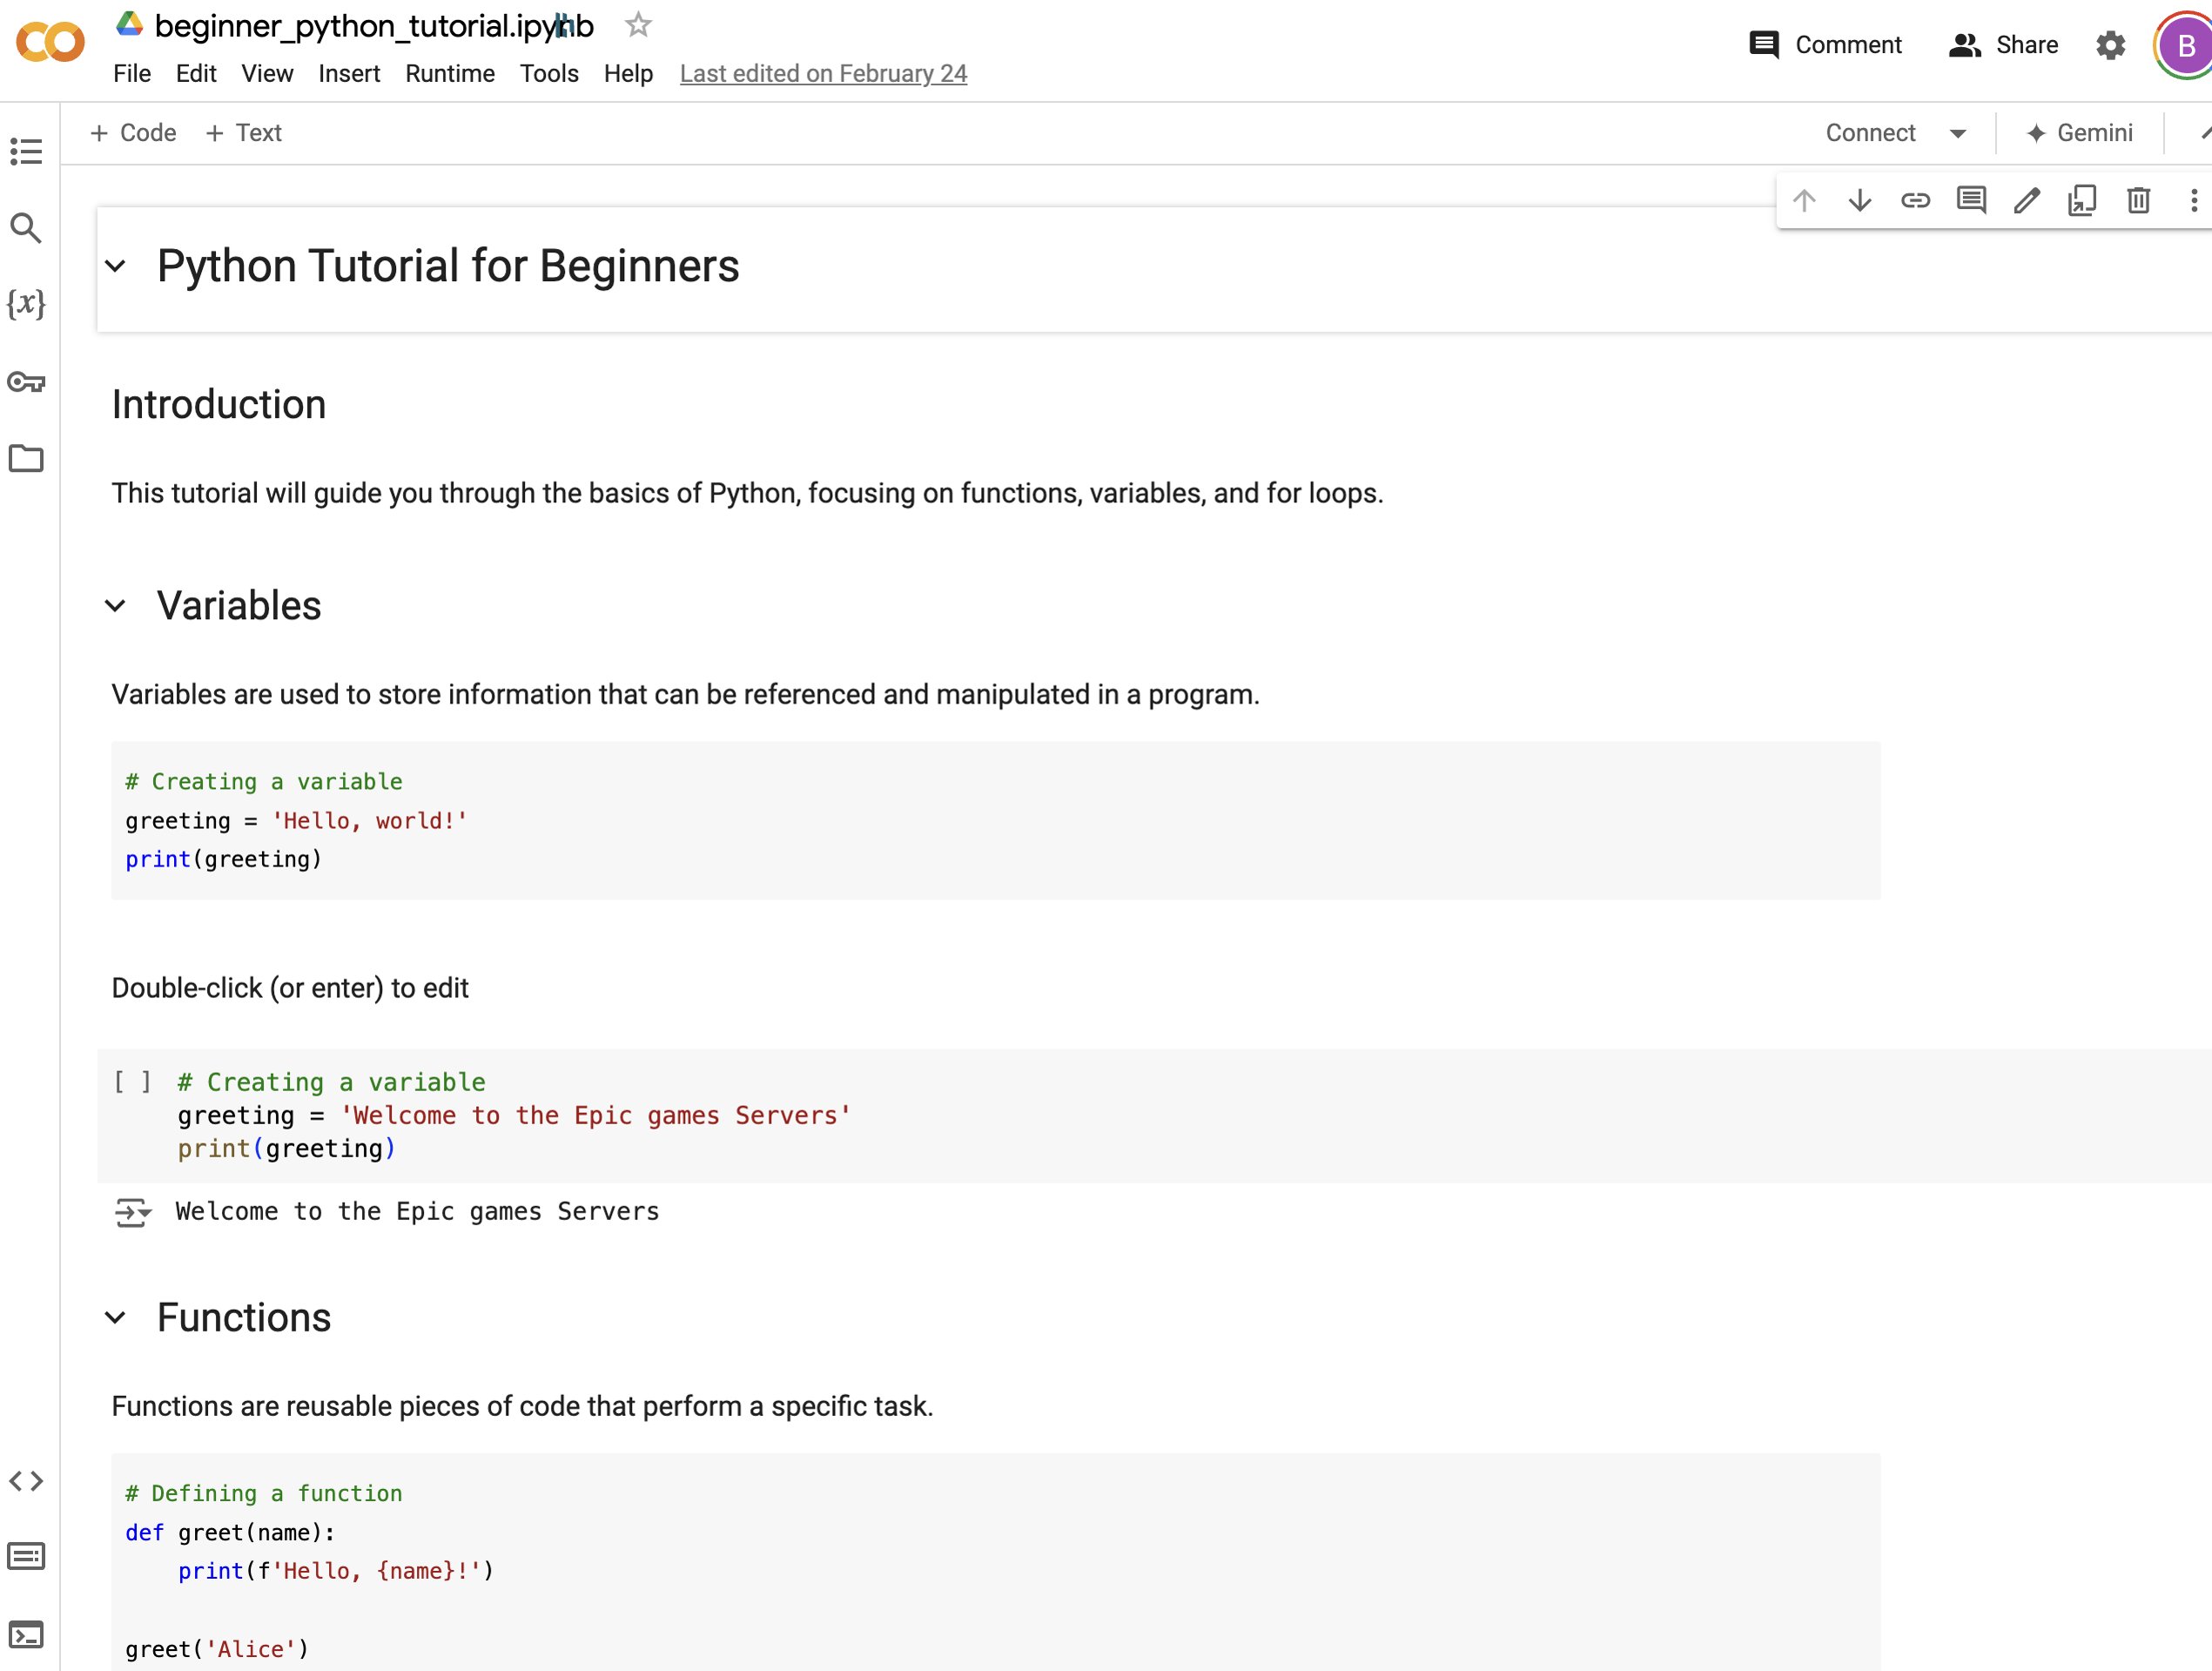 beginner_python_tutorial.ipynb
File Edit View Insert Runtime Tools Help Last edited on February 24
Comment Share B
+ Code + Text
Connect Gemini
{x}
Python Tutorial for Beginners
Introduction
This tutorial will guide you through the basics of Python, focusing on functions, variables, and for loops.
Variables
Variables are used to store information that can be referenced and manipulated in a program.
# Creating a variable
greeting = 'Hello, world!'
print(greeting)
Double-click (or enter) to edit
[ ] # Creating a variable
greeting = 'Welcome to the Epic games Servers'
print(greeting)
Welcome to the Epic games Servers
Functions
Functions are reusable pieces of code that perform a specific task.
# Defining a function
def greet(name):
    print(f'Hello, {name}!')
greet('Alice')